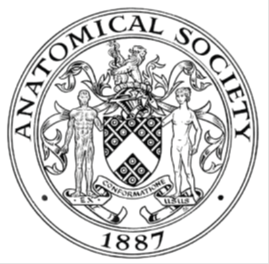 ANATOMICAL SOCIETY
EX CONFORMATIONE USUS
1887